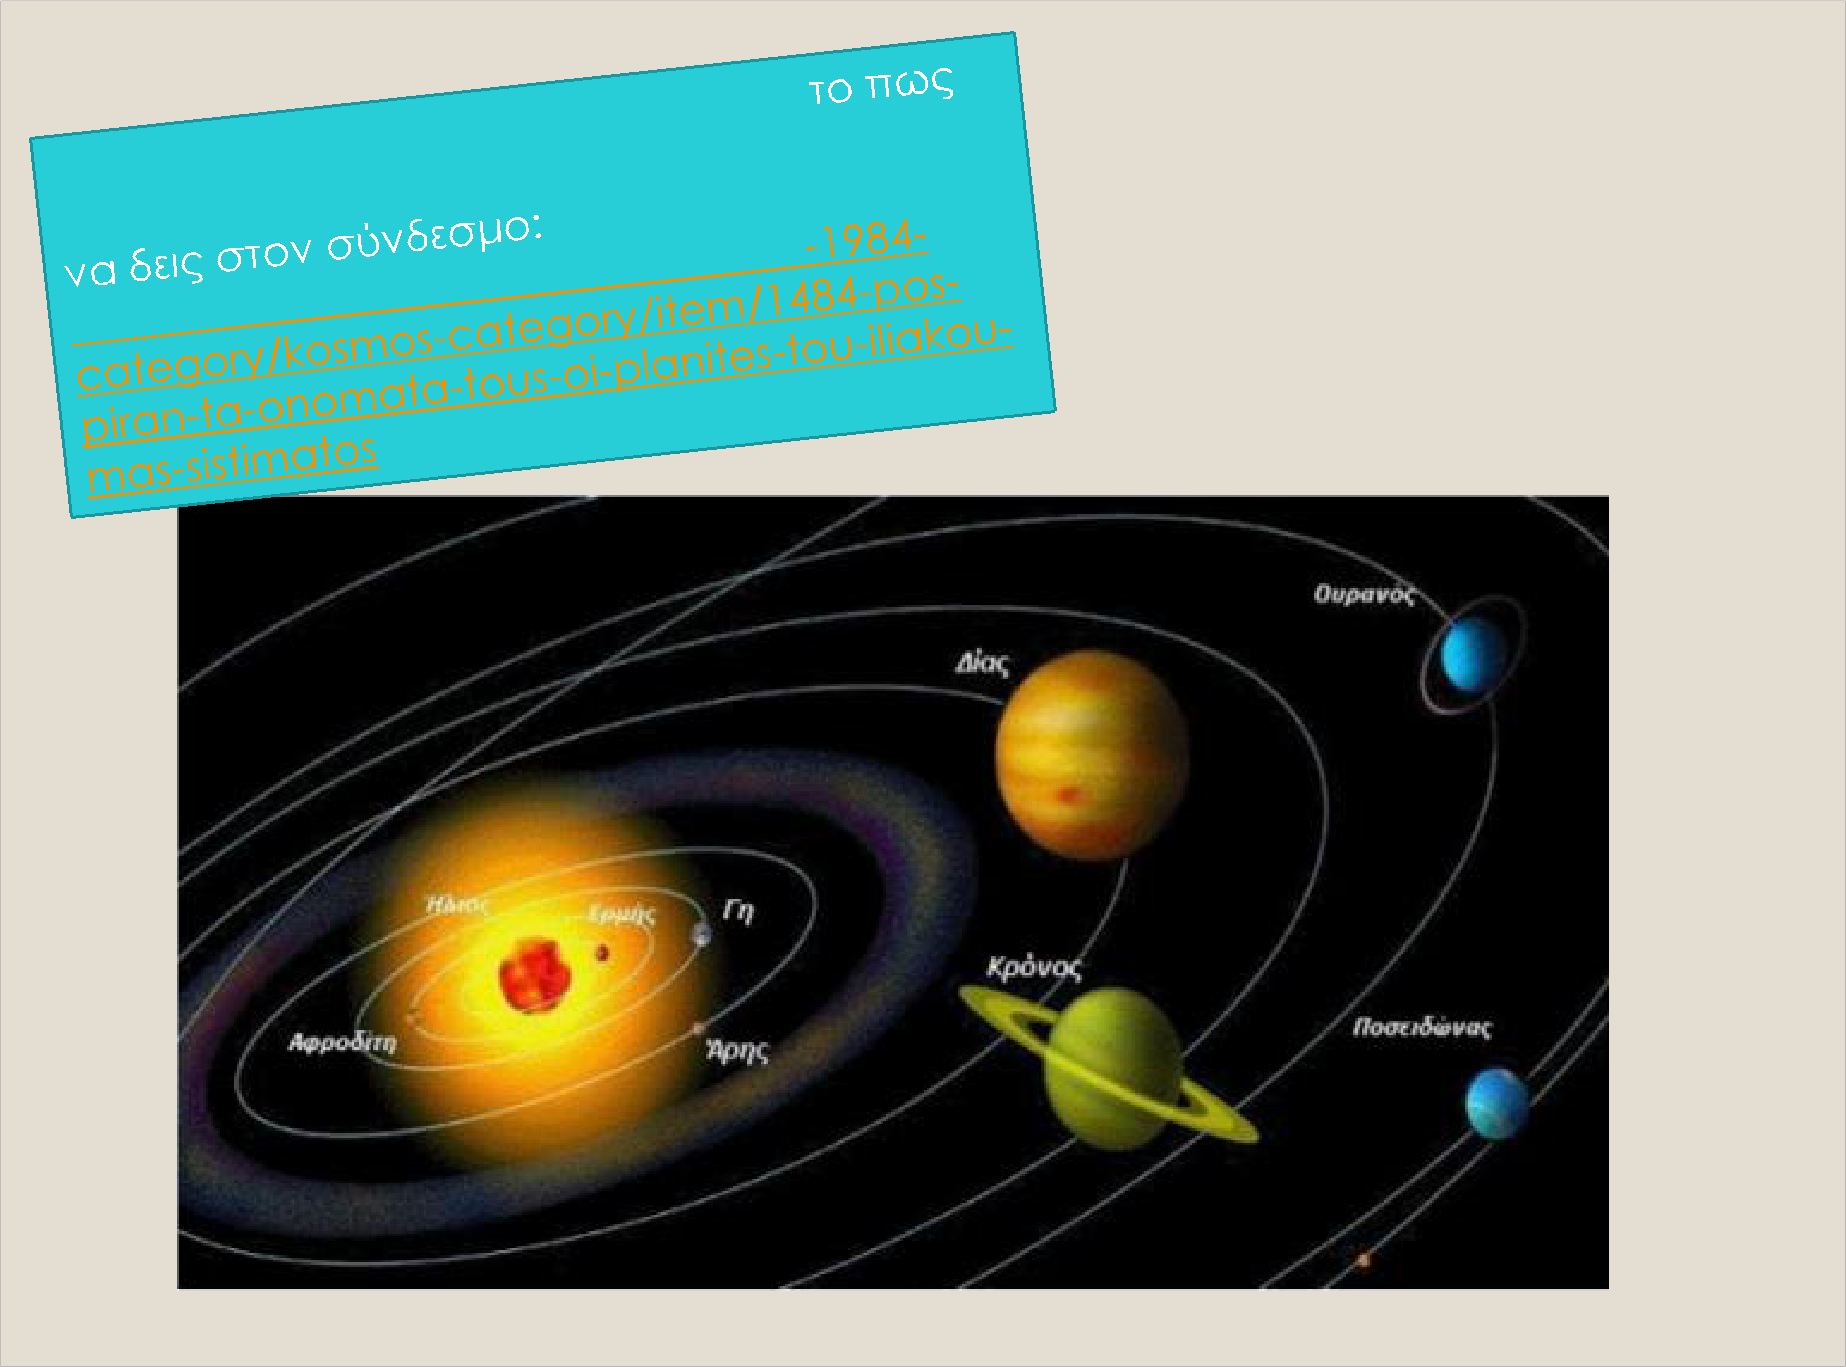 το πως
να δεις στον σύνδεσμο:
-1984-
category/kosmos-category/item/1484-pos-
piran-ta-onomata-tous-oi-planites-tou-iliakou-
mas-sistimatos
Ουρανός
Δίας
Ήλιος
Ερμής
Γη
Κρόνος
Αφροδίτη
Άρης
Ποσειδώνας